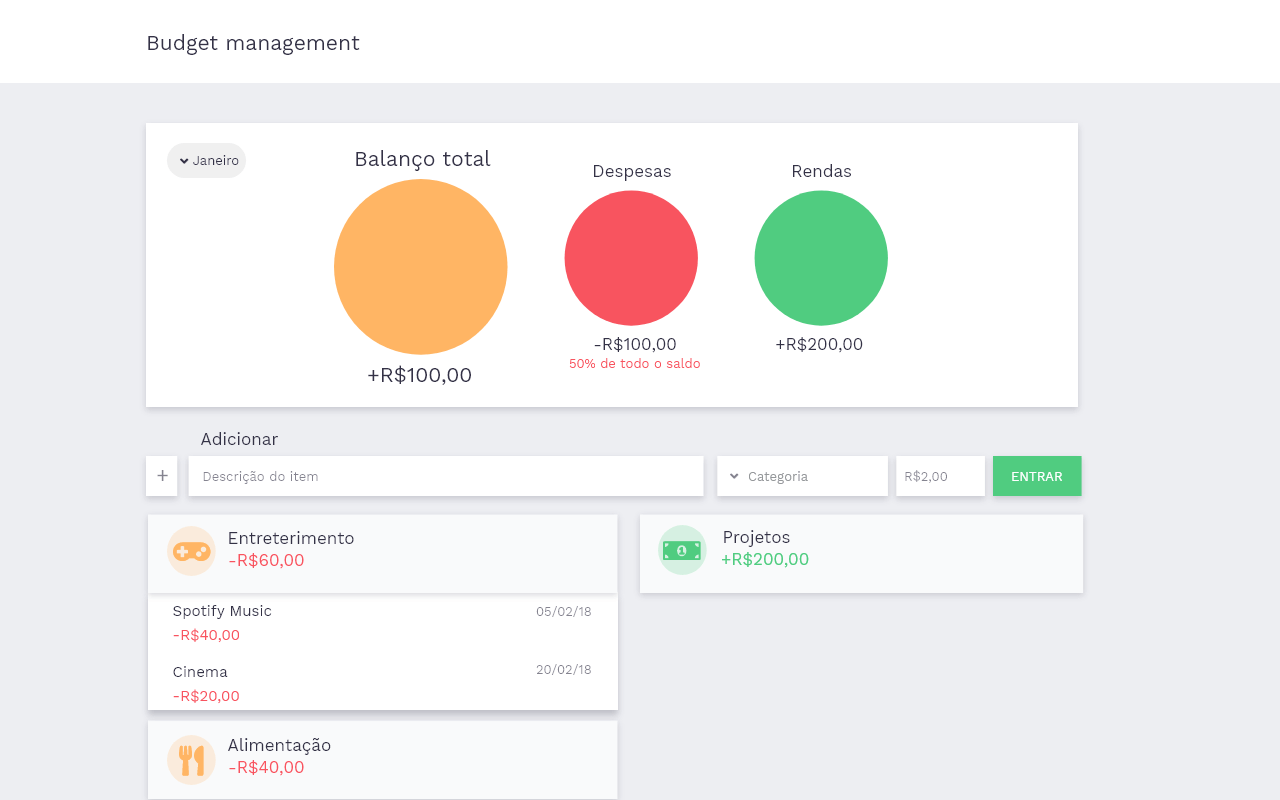 Budget management
Janeiro
Balanço total
+R$100,00
Despesas
-R$100,00
50% de todo o saldo
Rendas
+R$200,00
Adicionar
+
Descrição do item
Categoria
R$2,00
ENTRAR
Entreterimento
-R$60,00
Spotify Music
05/02/18
-R$40,00
Cinema
20/02/18
-R$20,00
Alimentação
-R$40,00
Projetos
+R$200,00